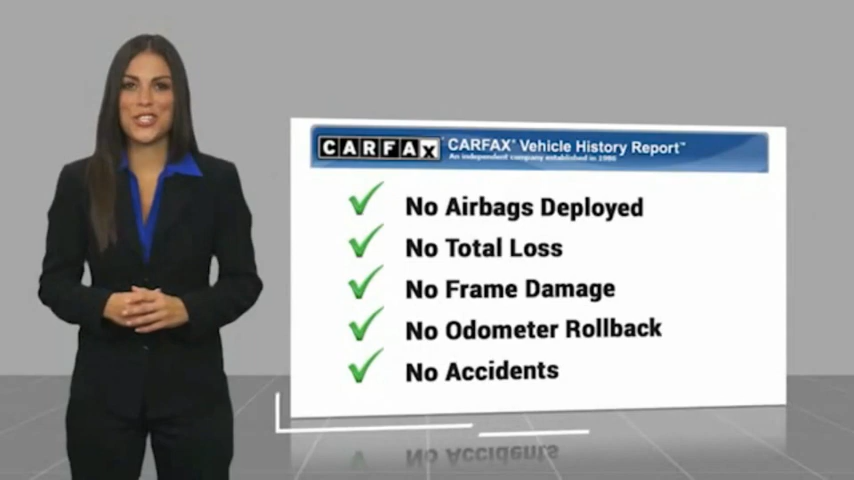 CARFAX CARFAX® Vehicle History Report™
An independent company established in 1986
No Airbags Deployed
No Total Loss
No Frame Damage
No Odometer Rollback
No Accidents
No Accidents